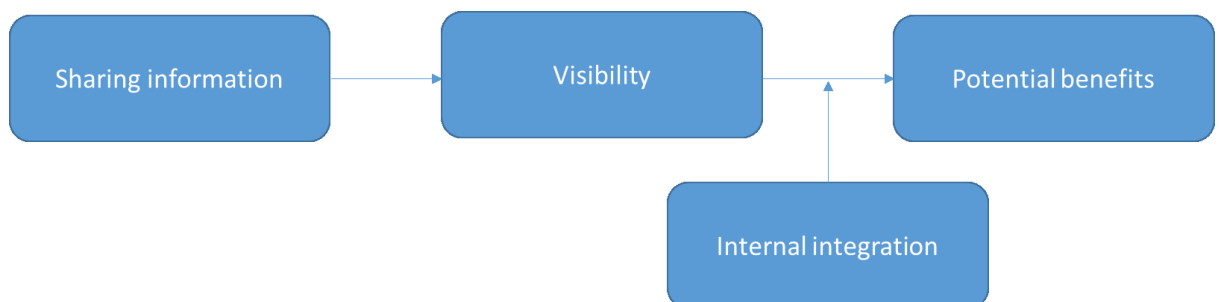 Sharing information
Visibility
Potential benefits
Internal integration